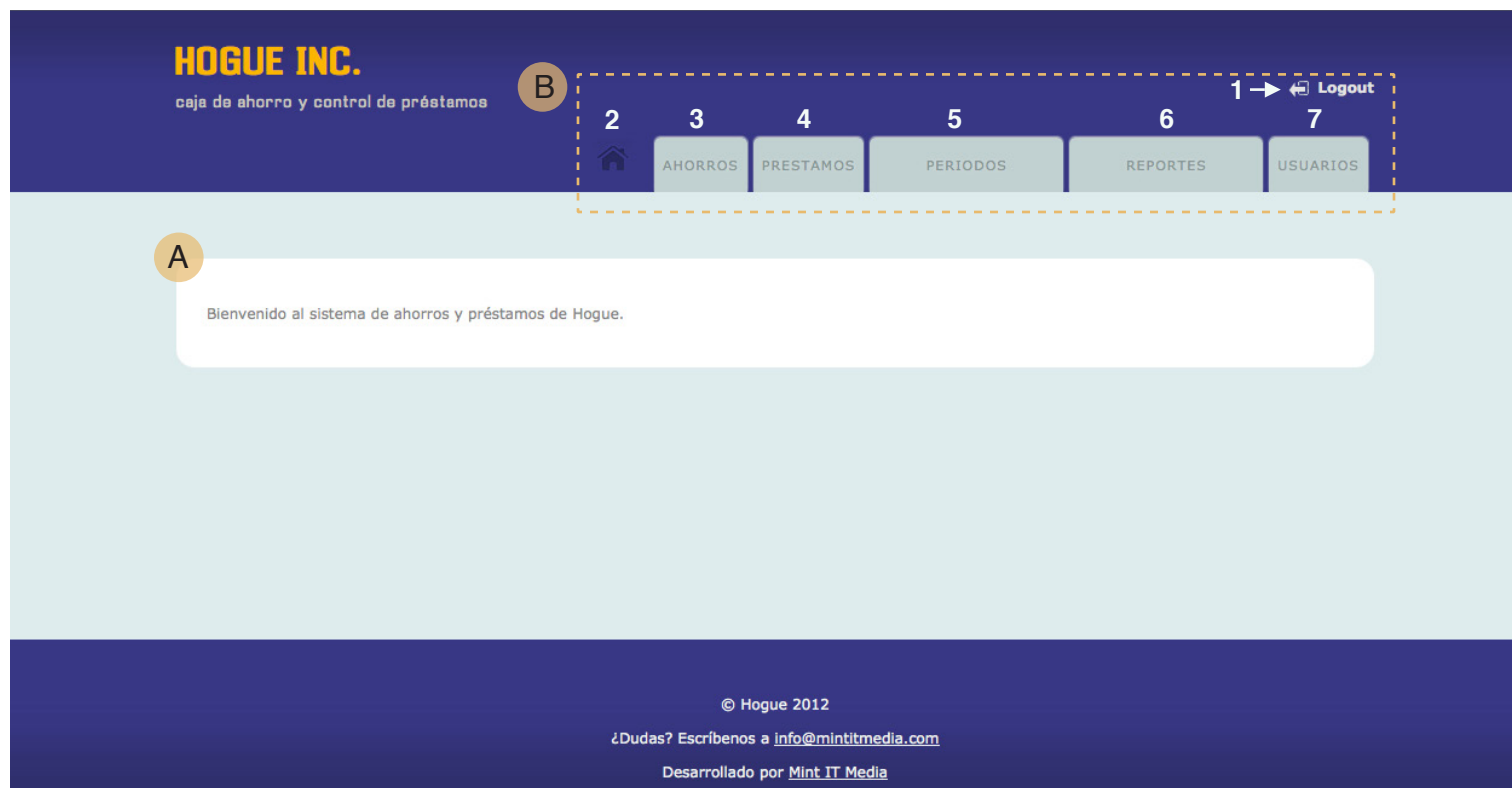 HOGUE INC.
caja de ahorro y control de préstamos
B
1 Logout
2 3 4 5 6 7
AHORROS PRESTAMOS PERIODOS REPORTES USUARIOS
A
Bienvenido al sistema de ahorros y préstamos de Hogue.
© Hogue 2012
¿Dudas? Escríbenos a info@mintitmedia.com
Desarrollado por Mint IT Media